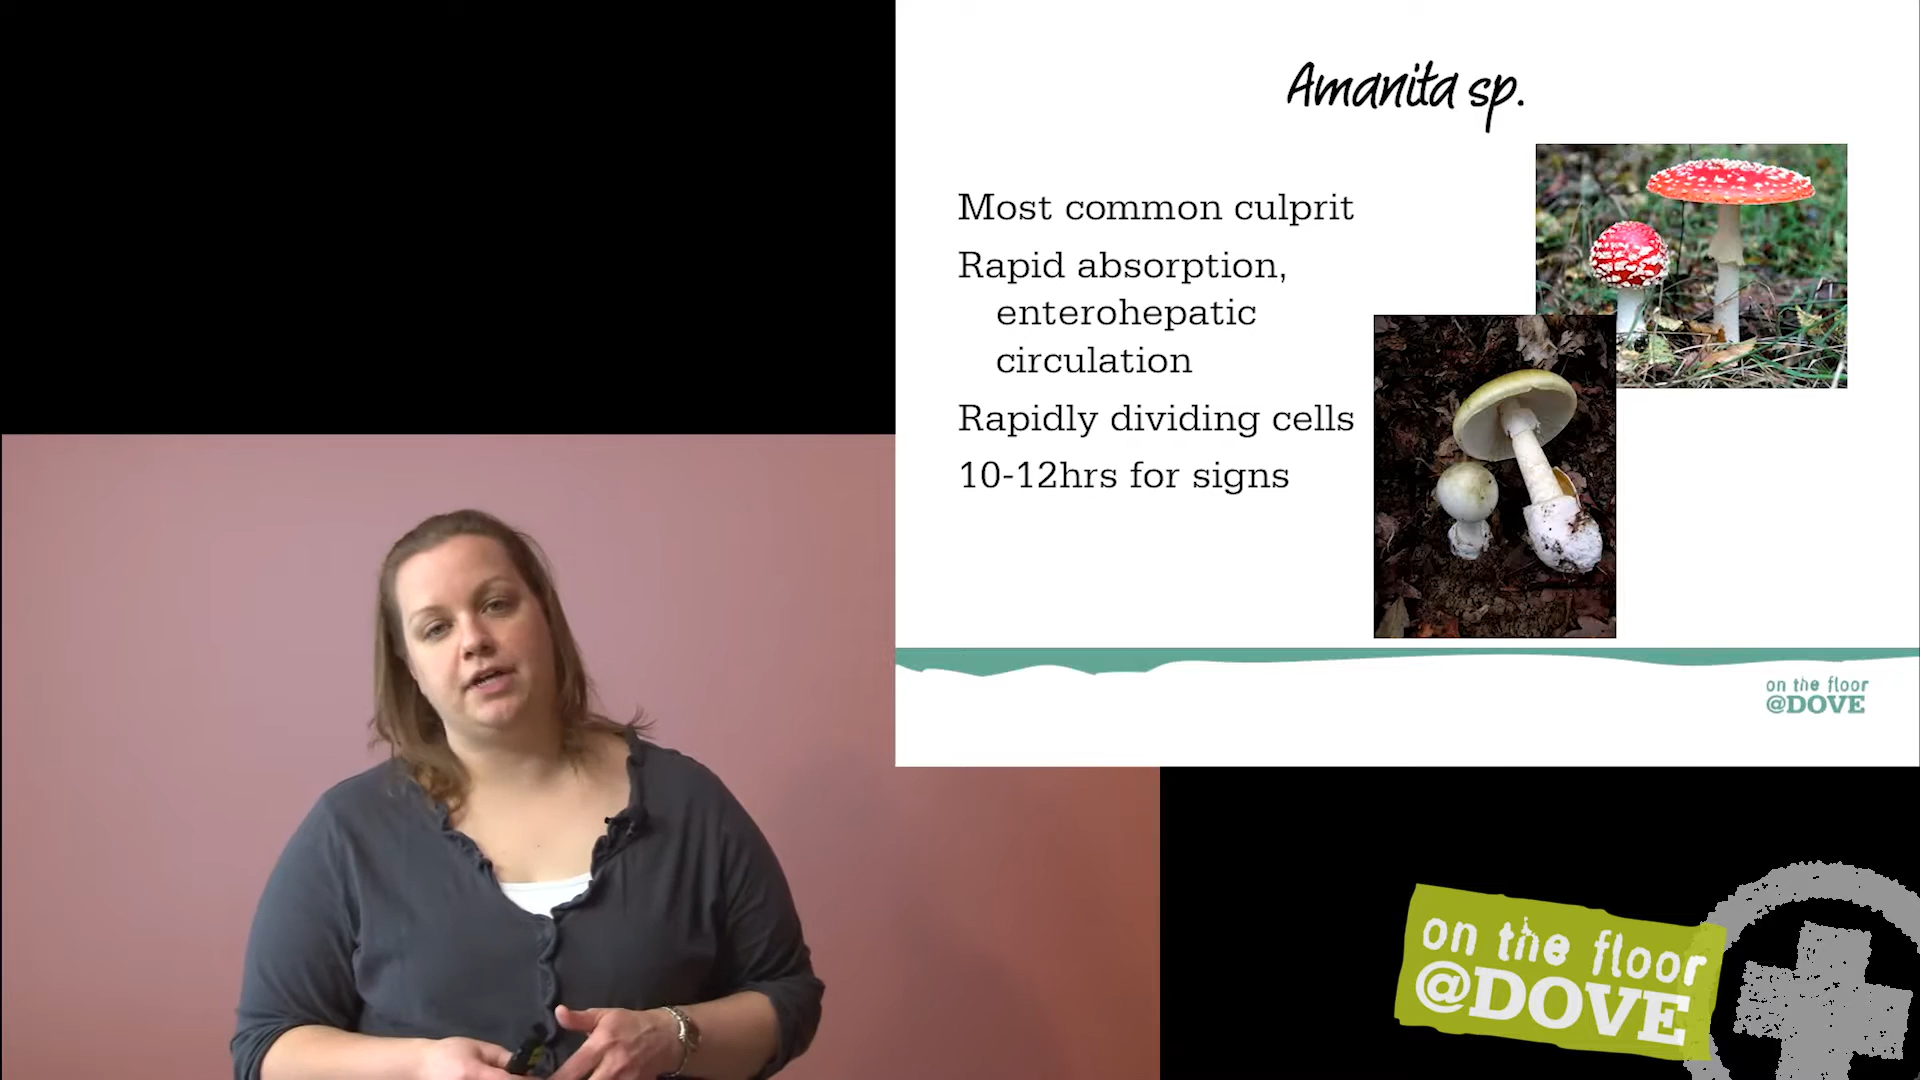 Amanita sp.
Most common culprit
Rapid absorption,
enterohepatic
circulation
Rapidly dividing cells
10-12hrs for signs
on the floor
@DOVE
on the floor
@DOVE